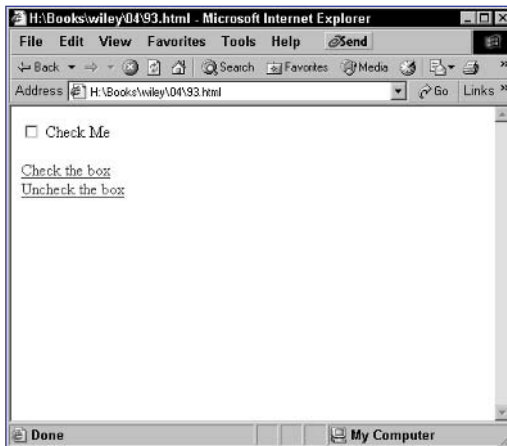 H:\Books\wiley\04\93.html - Microsoft Internet Explorer
File Edit View Favorites Tools Help Send
Back Search Favorites Media »
Address H:\Books\wiley\04\93.html Go Links »
Check Me
Check the box
Uncheck the box
Done My Computer